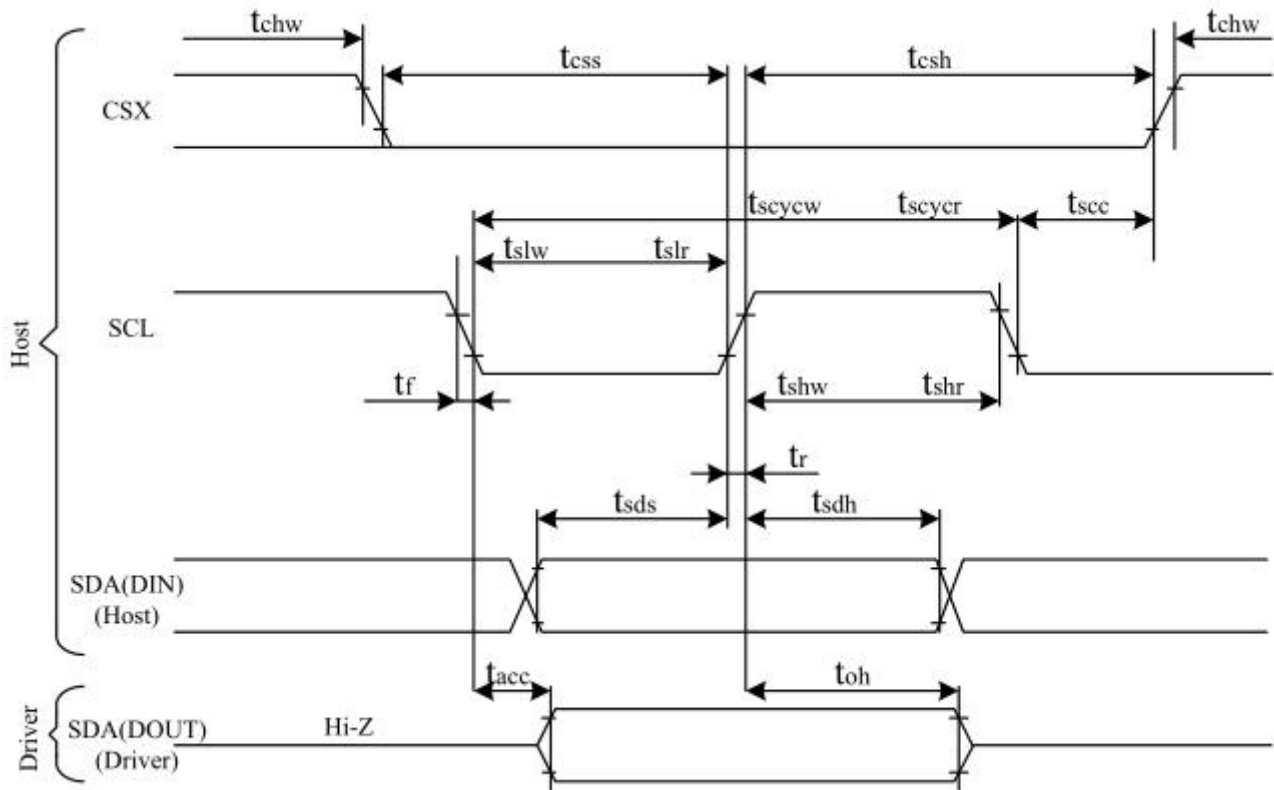 tchw
tchw
tcss
tcsh
CSX
tscycw
tscycr
tscc
tslw
tslr
SCL
Host
tf
tshw
tshr
tr
tsds
tsdh
SDA(DIN)
(Host)
tacc
toh
Driver
SDA(DOUT)
(Driver)
Hi-Z